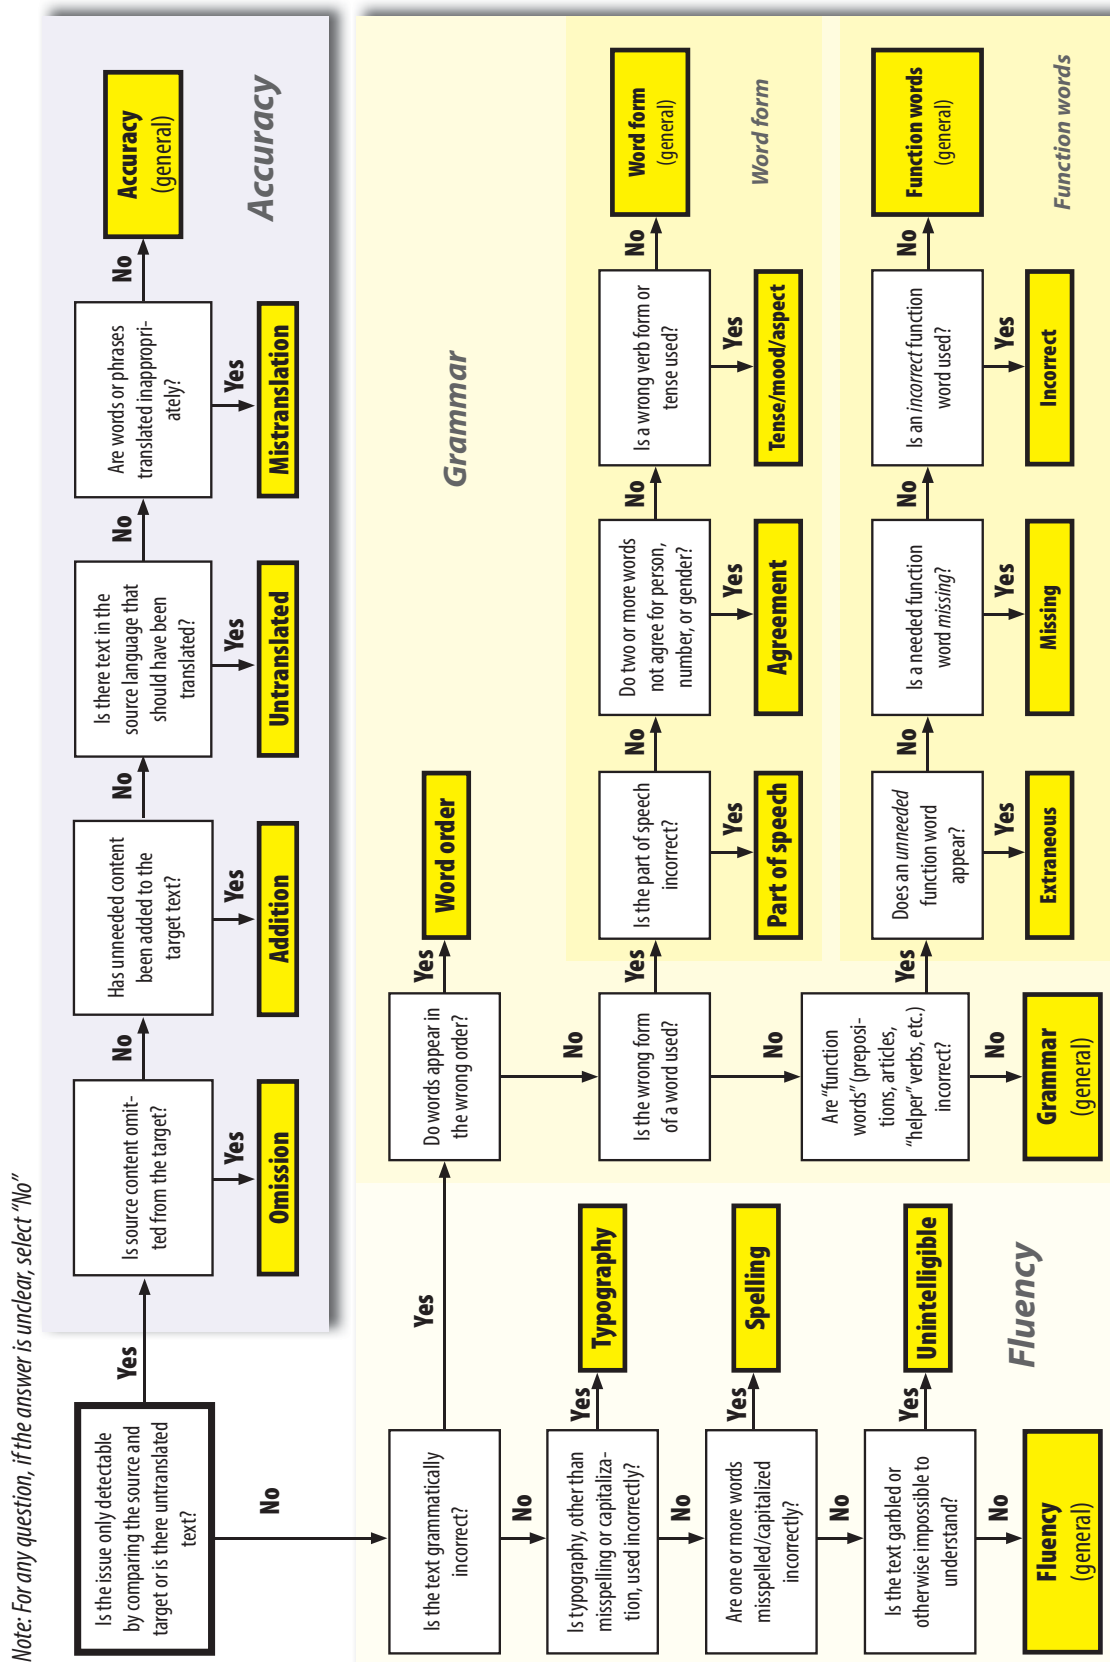 Note: For any question, if the answer is unclear, select “No”
Is the issue only detectable
by comparing the source and
target or is there untranslated
text?
Yes
No
Is source content omit-
ted from the target?
Yes
Omission
No
Has unneeded content
been added to the
target text?
Yes
Addition
No
Is there text in the
source language that
should have been
translated?
Yes
Untranslated
No
Are words or phrases
translated inappropri-
ately?
Yes
Mistranslation
No
Accuracy
(general)
Accuracy
Is the text grammatically
incorrect?
Yes
No
Do words appear in
the wrong order?
Yes
Word order
No
Grammar
Is typography, other than
misspelling or capitaliza-
tion, used incorrectly?
Yes
Typography
No
Is the wrong form
of a word used?
Yes
No
Is the part of speech
incorrect?
Yes
Part of speech
No
Do two or more words
not agree for person,
number, or gender?
Yes
Agreement
No
Is a wrong verb form or
tense used?
Yes
Tense/mood/aspect
No
Word form
(general)
Word form
Are one or more words
misspelled/capitalized
incorrectly?
Yes
Spelling
No
Are “function
words” (preposi-
tions, articles,
“helper” verbs, etc.)
incorrect?
Yes
No
Grammar
(general)
Does an unneeded
function word
appear?
Yes
Extraneous
No
Is a needed function
word missing?
Yes
Missing
No
Is an incorrect function
word used?
Yes
Incorrect
No
Function words
(general)
Function words
Is the text garbled or
otherwise impossible to
understand?
Yes
Unintelligible
No
Fluency
(general)
Fluency